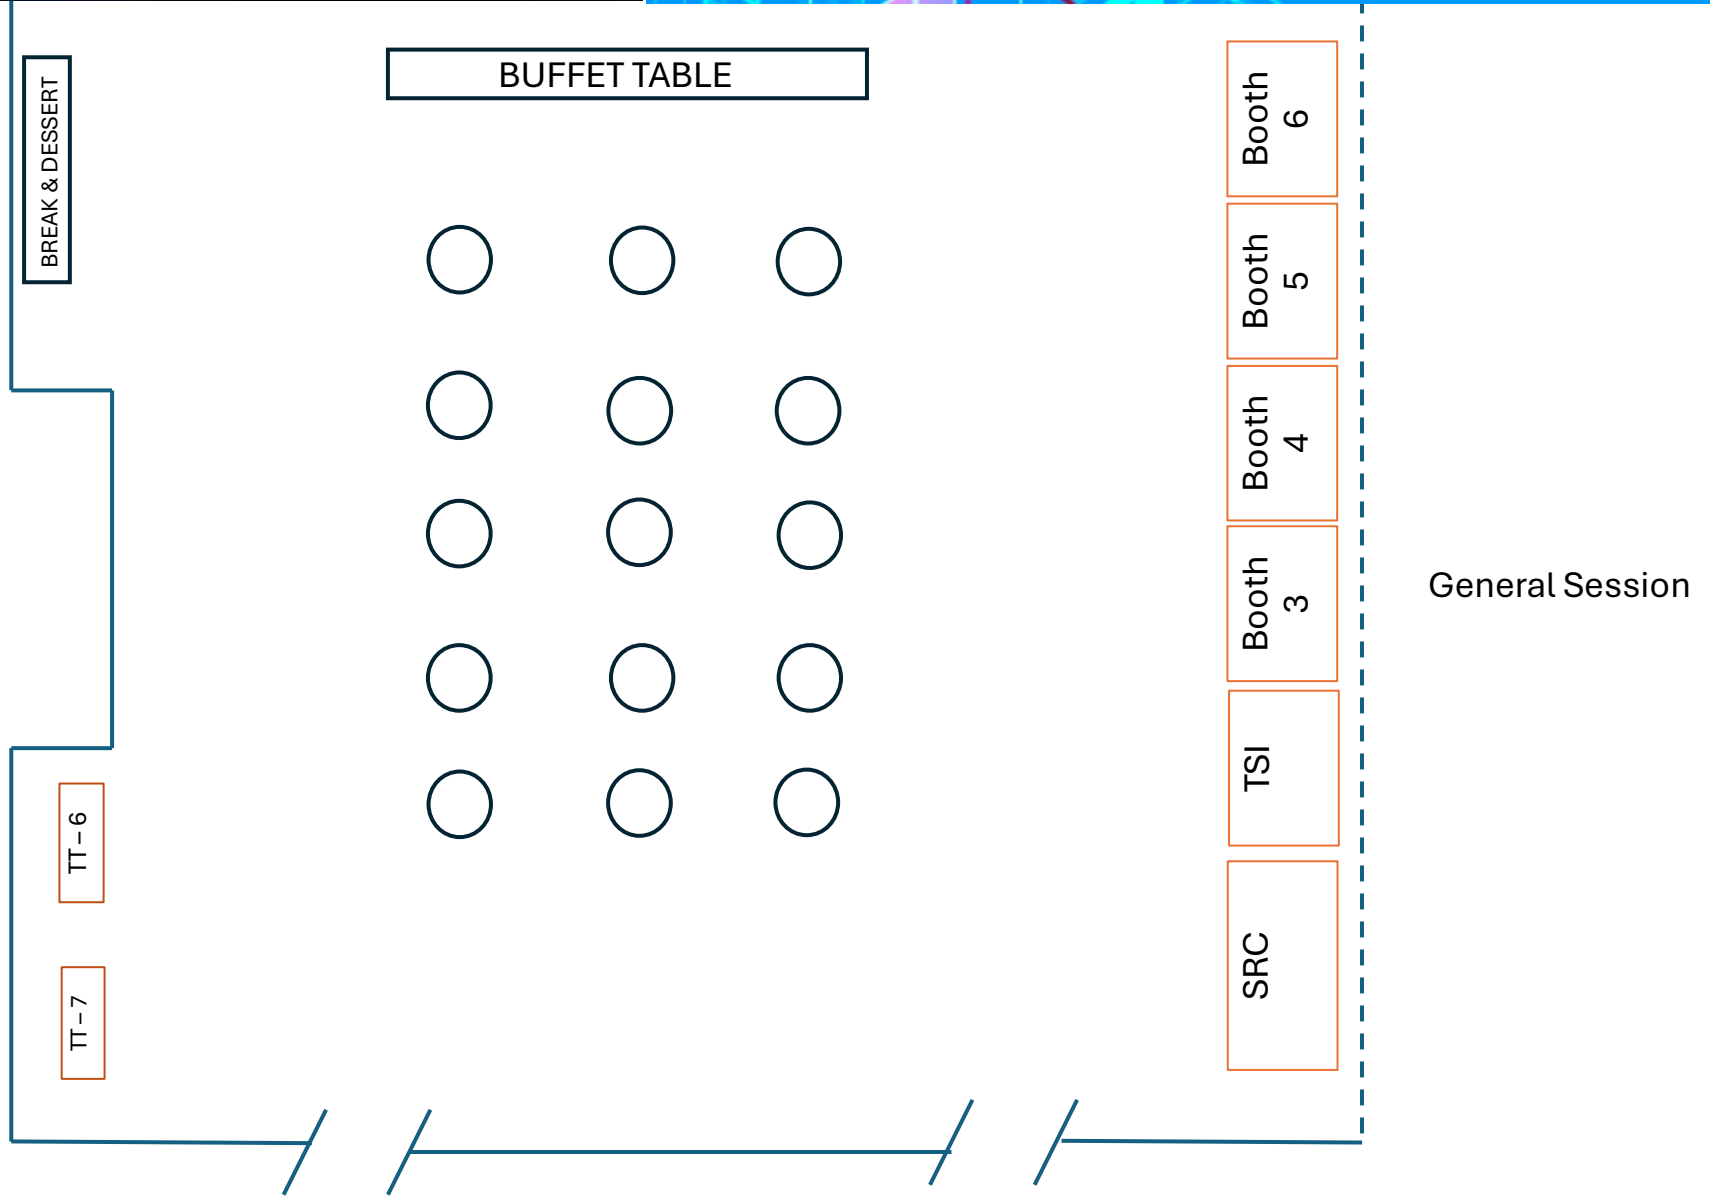 BUFFET TABLE
BREAK & DESSERT
Booth
6
Booth
5
Booth
4
Booth
3
General Session
TSI
TT – 6
SRC
TT – 7